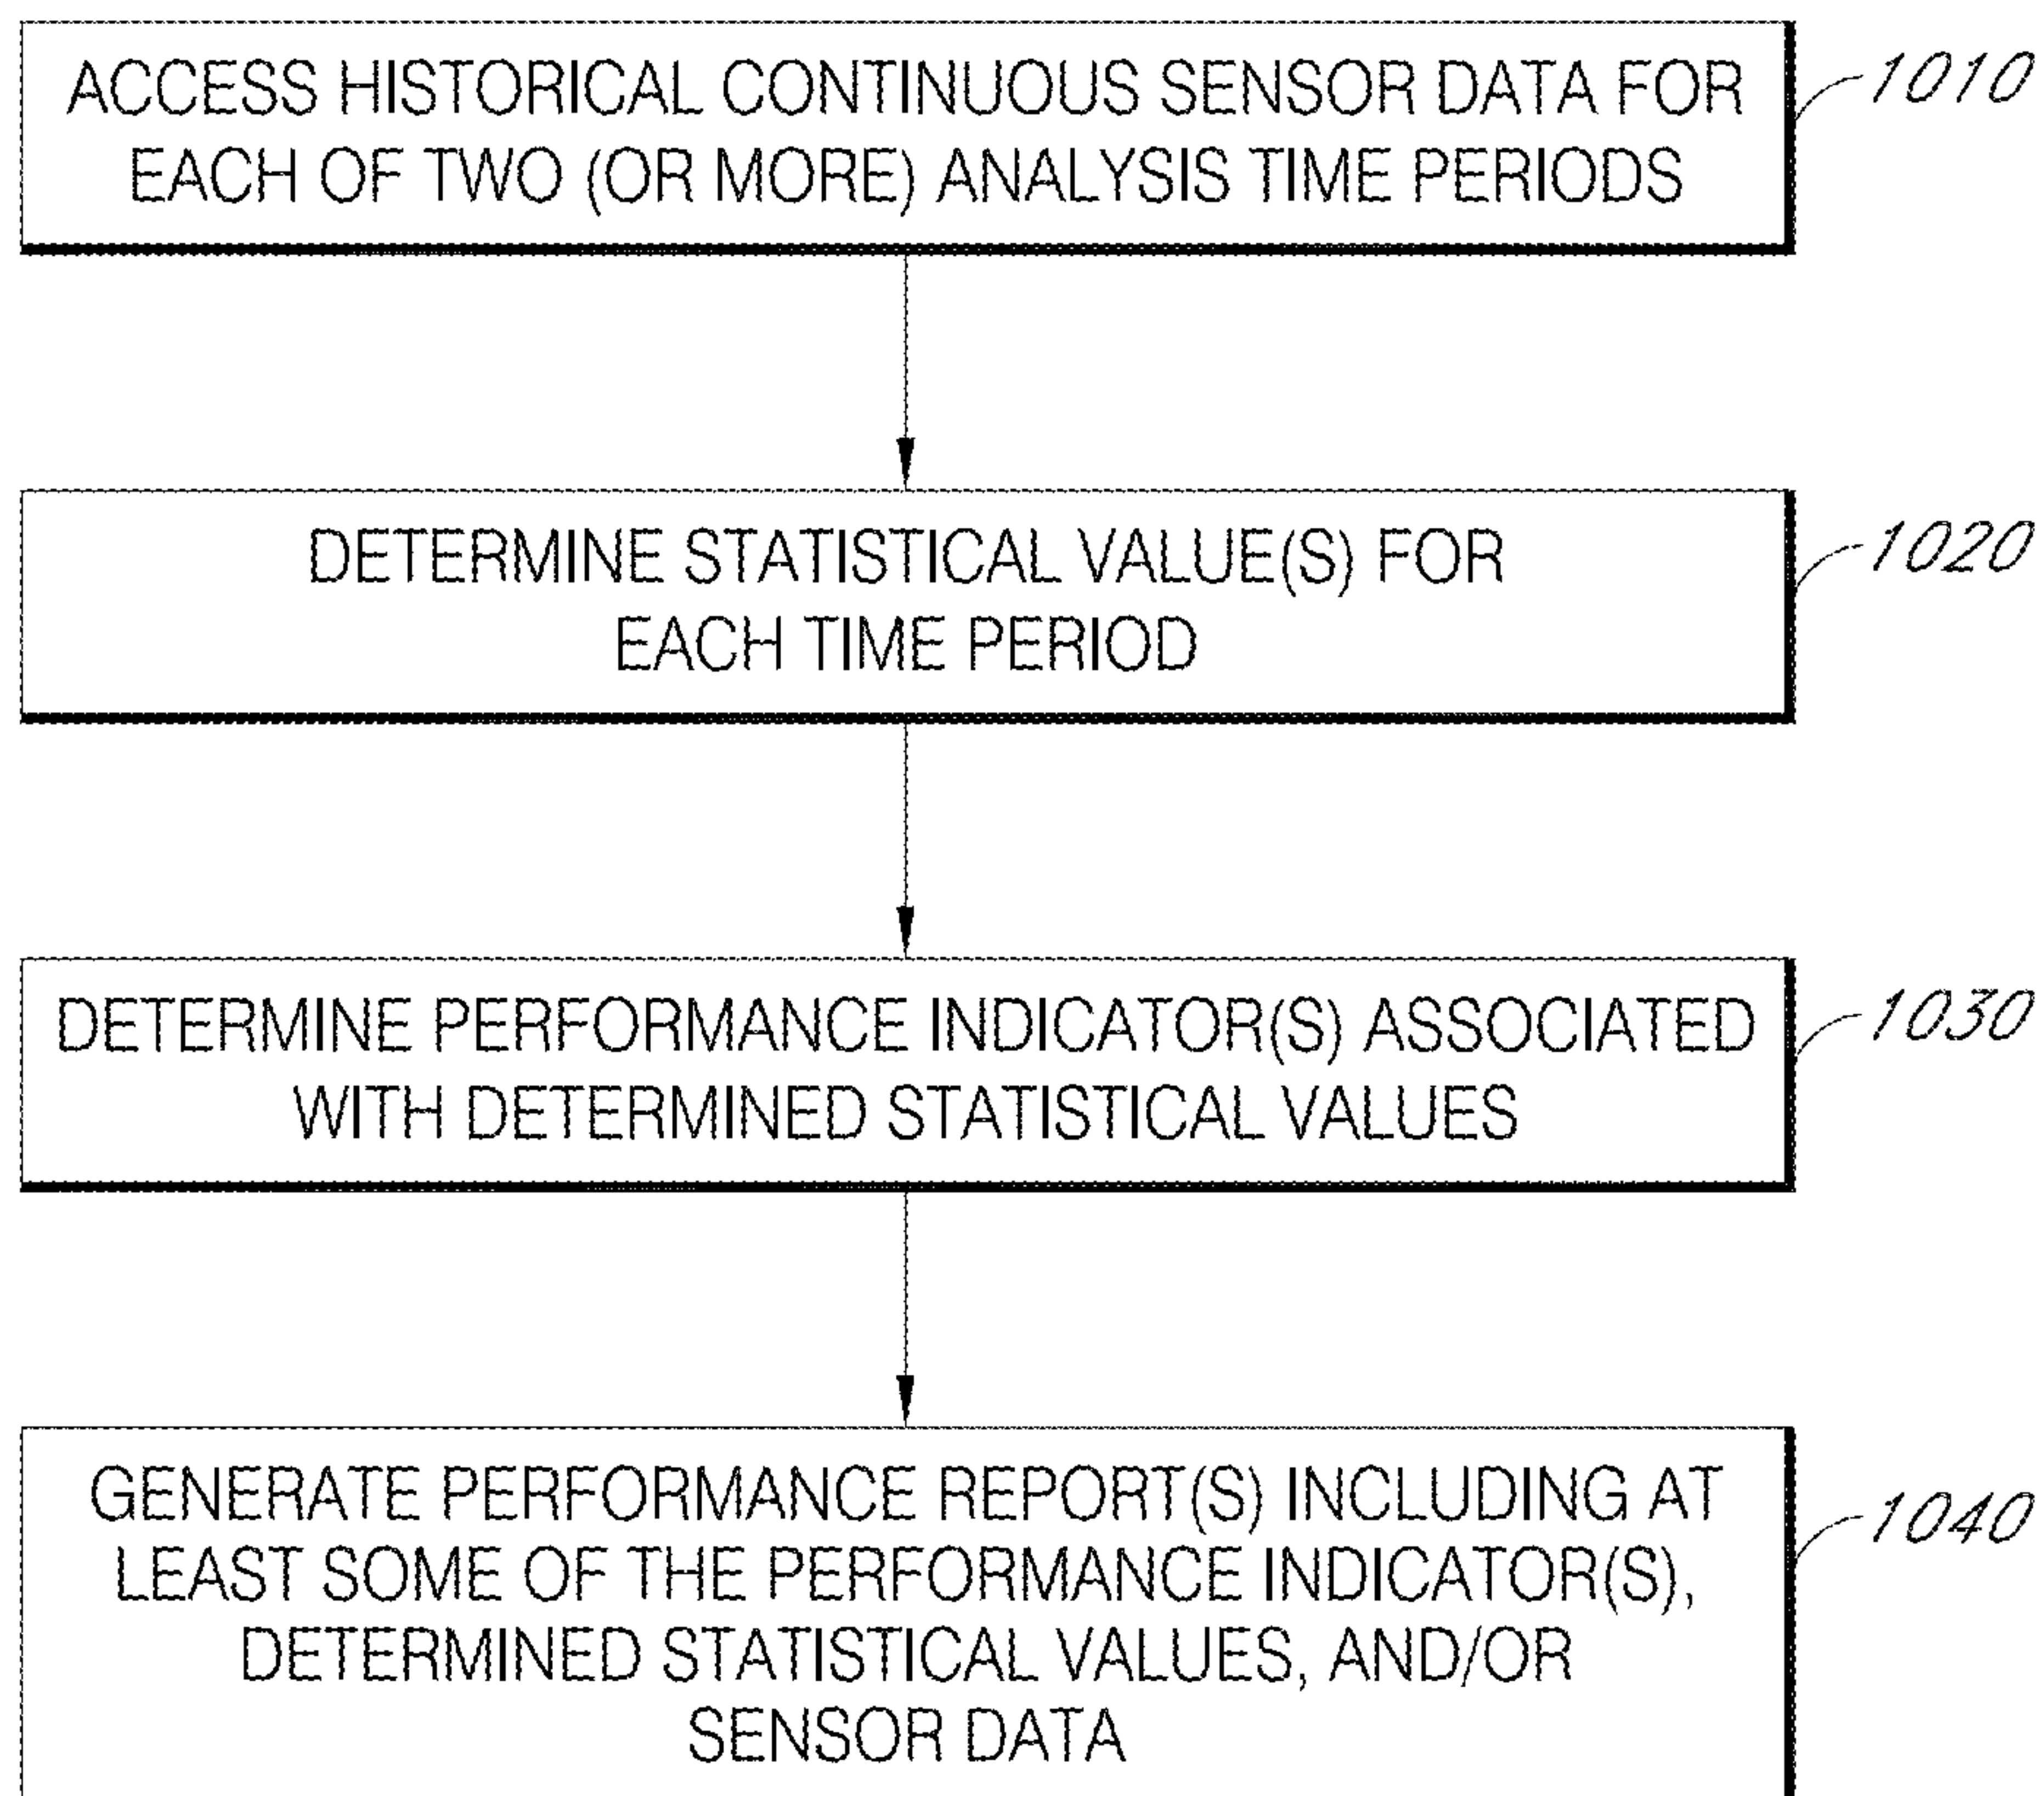 ACCESS HISTORICAL CONTINUOUS SENSOR DATA FOR
EACH OF TWO (OR MORE) ANALYSIS TIME PERIODS
1010
DETERMINE STATISTICAL VALUE(S) FOR
EACH TIME PERIOD
1020
DETERMINE PERFORMANCE INDICATOR(S) ASSOCIATED
WITH DETERMINED STATISTICAL VALUES
1030
GENERATE PERFORMANCE REPORT(S) INCLUDING AT
LEAST SOME OF THE PERFORMANCE INDICATOR(S),
DETERMINED STATISTICAL VALUES, AND/OR
SENSOR DATA
1040